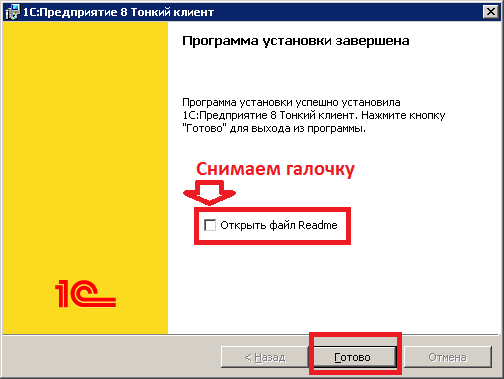 1С:Предприятие 8 Тонкий клиент
Программа установки завершена
Программа установки успешно установила
1С:Предприятие 8 Тонкий клиент. Нажмите кнопку
"Готово" для выхода из программы.
Снимаем галочку
Открыть файл Readme
1С
< Назад
Готово
Отмена